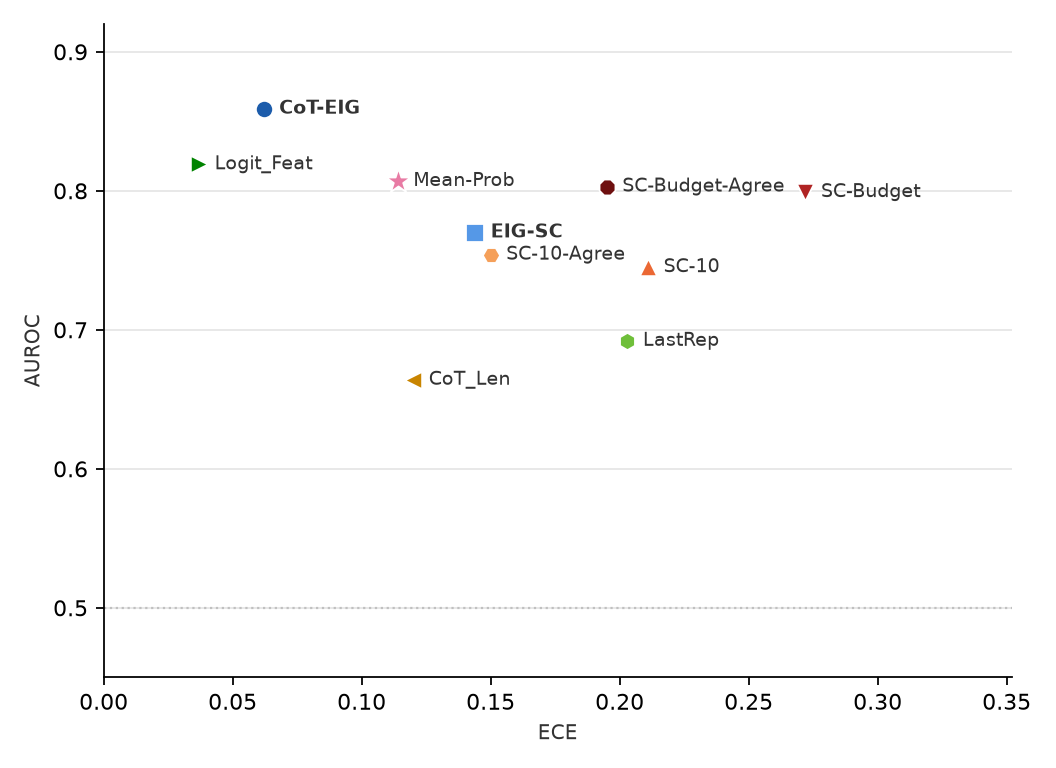 0.9
CoT-EIG
Logit_Feat
Mean-Prob
SC-Budget-Agree
SC-Budget
0.8
EIG-SC
SC-10-Agree
SC-10
0.7
LastRep
CoT_Len
AUROC
0.6
0.5
0.00 0.05 0.10 0.15 0.20 0.25 0.30 0.35
ECE